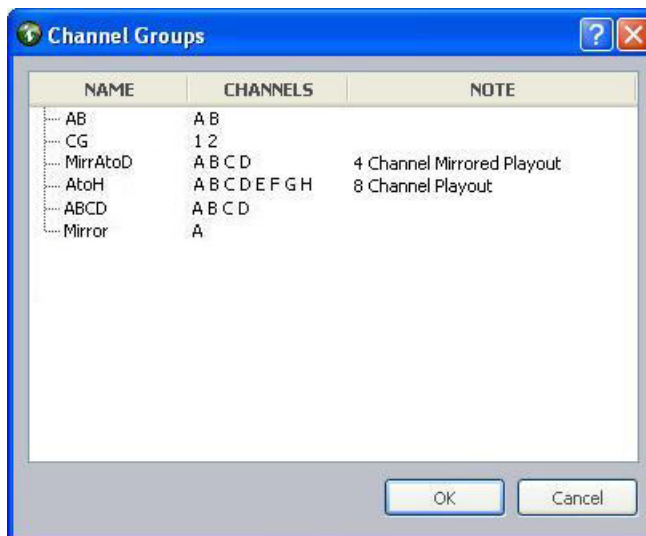 Channel Groups
NAME CHANNELS NOTE
AB A B
CG 1 2
MirrAtoD A B C D 4 Channel Mirrored Playout
AtoH A B C D E F G H 8 Channel Playout
ABCD A B C D
Mirror A
OK Cancel